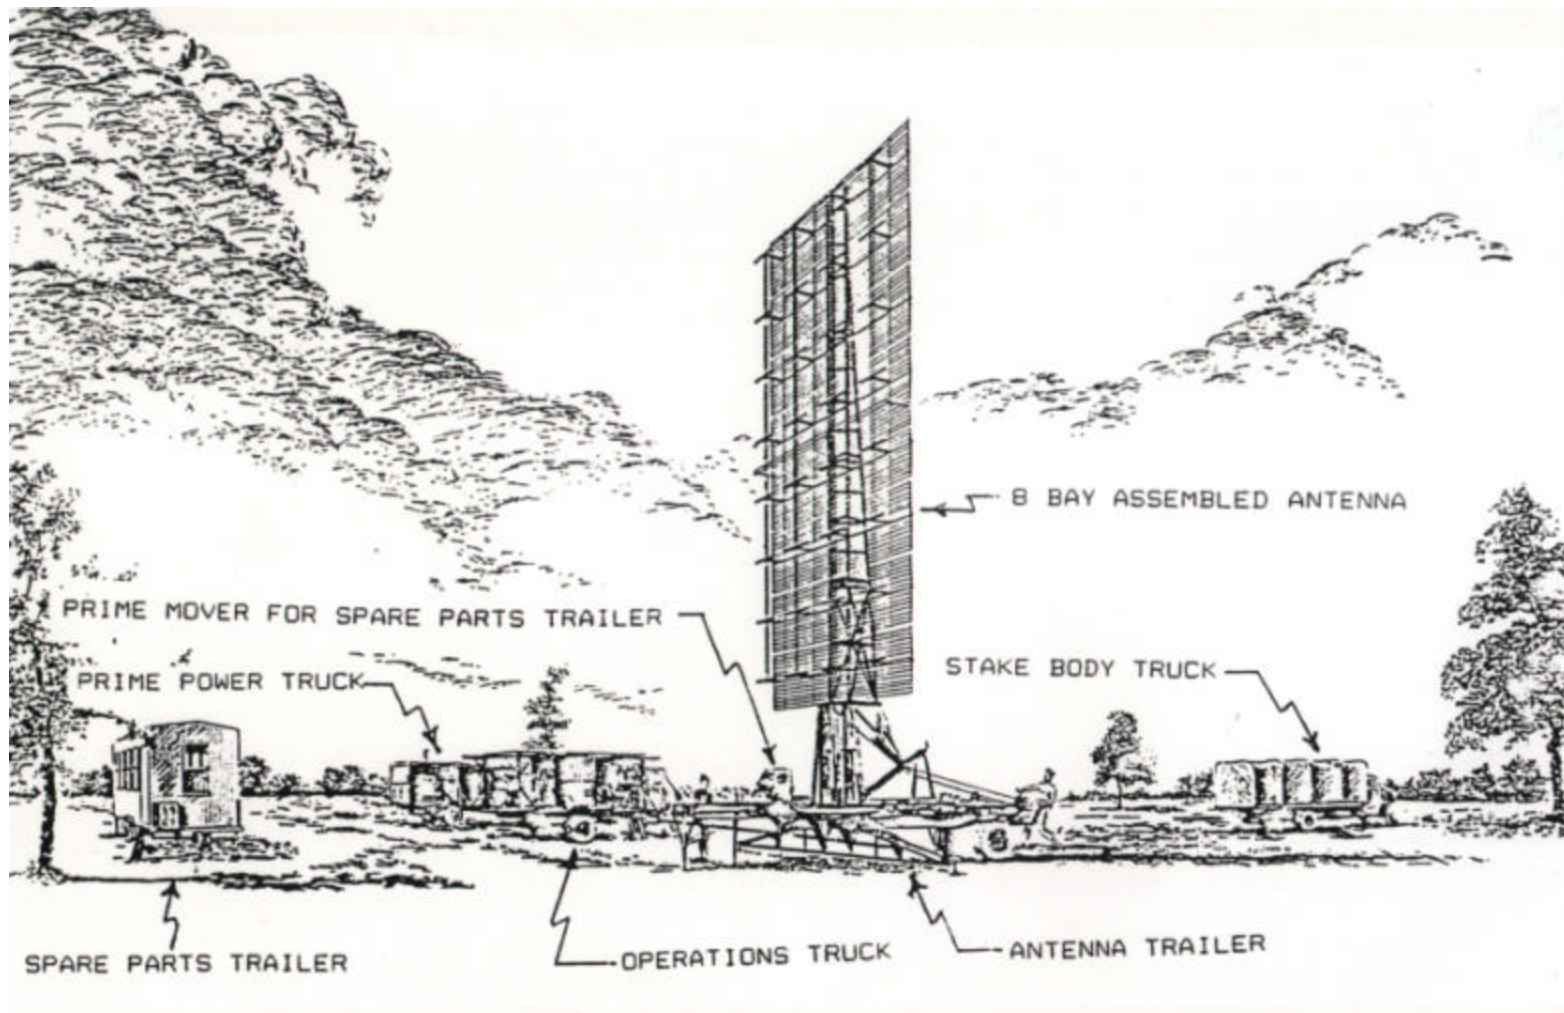 8 BAY ASSEMBLED ANTENNA
PRIME MOVER FOR SPARE PARTS TRAILER
STAKE BODY TRUCK
PRIME POWER TRUCK
SPARE PARTS TRAILER
OPERATIONS TRUCK
ANTENNA TRAILER